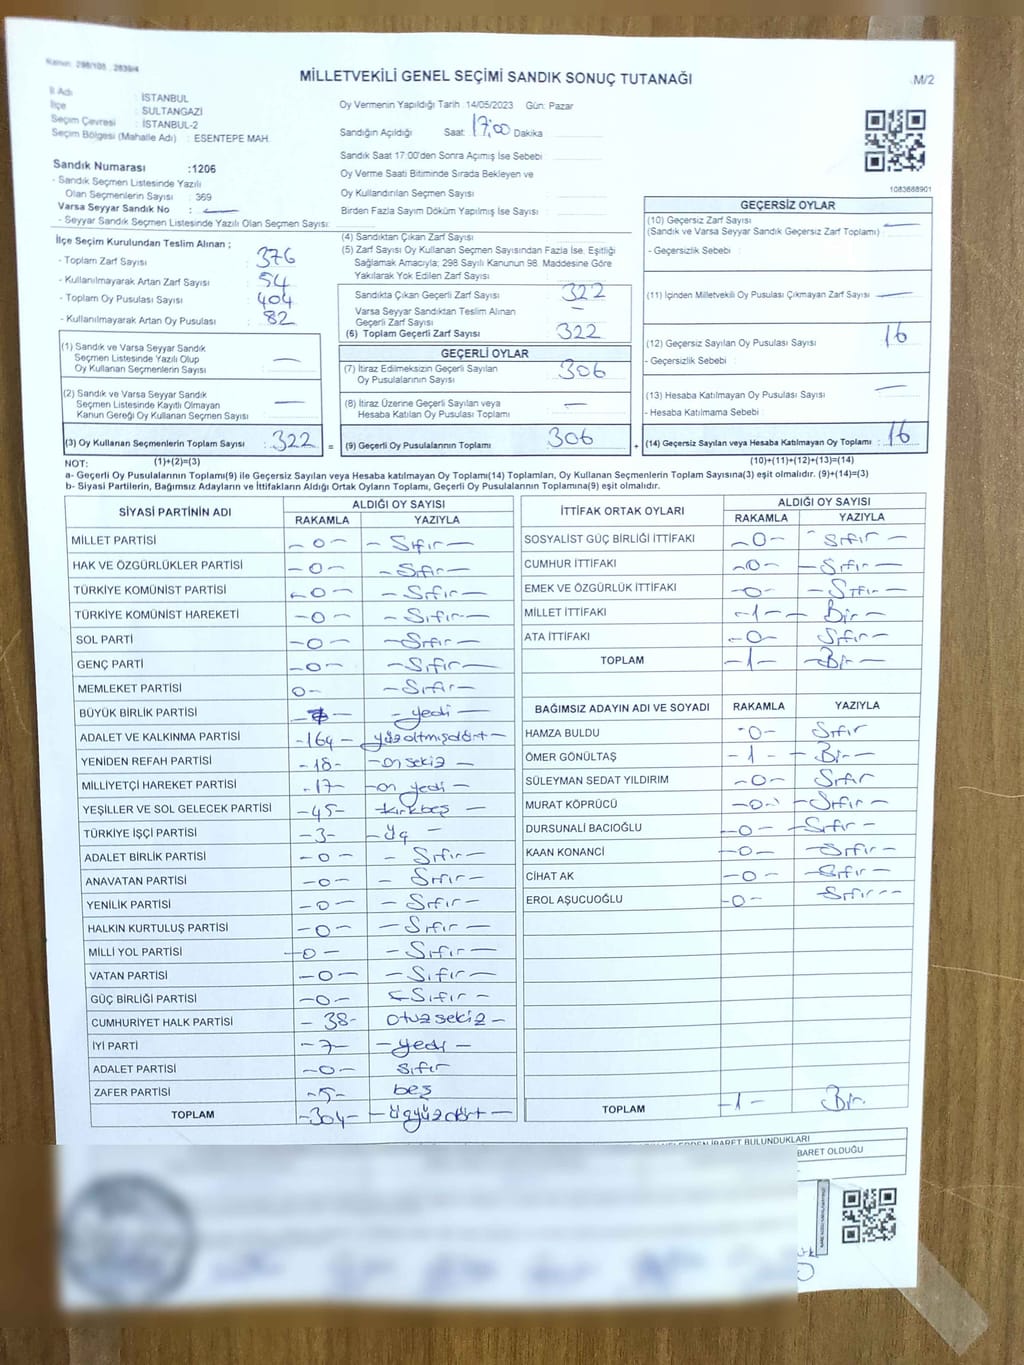 Kanun: 298/105 , 2839/4
MİLLETVEKİLİ GENEL SEÇİMİ SANDIK SONUÇ TUTANAĞI
M/2
İl Adı : İSTANBUL
İlçe : SULTANGAZİ
Seçim Çevresi : İSTANBUL-2
Seçim Bölgesi (Mahalle Adı) : ESENTEPE MAH.
Sandık Numarası :1206
- Sandık Seçmen Listesinde Yazılı
Olan Seçmenlerin Sayısı : 369
Varsa Seyyar Sandık No : —
- Seyyar Sandık Seçmen Listesinde Yazılı Olan Seçmen Sayısı:
Oy Vermenin Yapıldığı Tarih :14/05/2023 Gün: Pazar
Sandığın Açıldığı Saat: 17:00 Dakika
Sandık Saat 17:00'den Sonra Açımış İse Sebebi :
Oy Verme Saati Bitiminde Sırada Bekleyen ve
Oy Kullandırılan Seçmen Sayısı :
Birden Fazla Sayım Döküm Yapılmış İse Sayısı :
1083688901
İlçe Seçim Kurulundan Teslim Alınan ;
- Toplam Zarf Sayısı : 376
- Kullanılmayarak Artan Zarf Sayısı : 54
- Toplam Oy Pusulası Sayısı : 404
- Kullanılmayarak Artan Oy Pusulası : 82
(1) Sandık ve Varsa Seyyar Sandık
Seçmen Listesinde Yazılı Olup
Oy Kullanan Seçmenlerin Sayısı : —
(2) Sandık ve Varsa Seyyar Sandık
Seçmen Listesinde Kayıtlı Olmayan
Kanun Gereği Oy Kullanan Seçmen Sayısı : —
(3) Oy Kullanan Seçmenlerin Toplam Sayısı : 322
(4) Sandıktan Çıkan Zarf Sayısı :
(5) Zarf Sayısı Oy Kullanan Seçmen Sayısından Fazla İse, Eşitliği
Sağlamak Amacıyla; 298 Sayılı Kanunun 98. Maddesine Göre
Yakılarak Yok Edilen Zarf Sayısı :
Sandıkta Çıkan Geçerli Zarf Sayısı : 322
Varsa Seyyar Sandıktan Teslim Alınan
Geçerli Zarf Sayısı : —
(6) Toplam Geçerli Zarf Sayısı : 322
GEÇERLİ OYLAR
(7) İtiraz Edilmeksizin Geçerli Sayılan
Oy Pusulalarının Sayısı : 306
(8) İtiraz Üzerine Geçerli Sayılan veya
Hesaba Katılan Oy Pusulası Toplamı : —
= (9) Geçerli Oy Pusulalarının Toplamı : 306
GEÇERSİZ OYLAR
(10) Geçersiz Zarf Sayısı
(Sandık ve Varsa Seyyar Sandık Geçersiz Zarf Toplamı) : —
- Geçersizlik Sebebi :
(11) İçinden Milletvekili Oy Pusulası Çıkmayan Zarf Sayısı : —
(12) Geçersiz Sayılan Oy Pusulası Sayısı : 16
- Geçersizlik Sebebi :
(13) Hesaba Katılmayan Oy Pusulası Sayısı : —
- Hesaba Katılmama Sebebi :
+ (14) Geçersiz Sayılan veya Hesaba Katılmayan Oy Toplamı : 16
NOT: (1)+(2)=(3)
(10)+(11)+(12)+(13)=(14)
a- Geçerli Oy Pusulalarının Toplamı(9) ile Geçersiz Sayılan veya Hesaba katılmayan Oy Toplamı(14) Toplamları, Oy Kullanan Seçmenlerin Toplam Sayısına(3) eşit olmalıdır. (9)+(14)=(3)
b- Siyasi Partilerin, Bağımsız Adayların ve İttifakların Aldığı Ortak Oyların Toplamı, Geçerli Oy Pusulalarının Toplamına(9) eşit olmalıdır.
SİYASİ PARTİNİN ADI ALDIĞI OY SAYISI
RAKAMLA YAZIYLA
MİLLET PARTİSİ - 0 - - Sıfır -
HAK VE ÖZGÜRLÜKLER PARTİSİ - 0 - - Sıfır -
TÜRKİYE KOMÜNİST PARTİSİ - 0 - - Sıfır -
TÜRKİYE KOMÜNİST HAREKETİ - 0 - - Sıfır -
SOL PARTİ - 0 - - Sıfır -
GENÇ PARTİ - 0 - - Sıfır -
MEMLEKET PARTİSİ 0 - - Sıfır -
BÜYÜK BİRLİK PARTİSİ - 7 - - yedi -
ADALET VE KALKINMA PARTİSİ -164- yüzaltmışdört -
YENİDEN REFAH PARTİSİ -18- - on sekiz -
MİLLİYETÇİ HAREKET PARTİSİ -17- - on yedi -
YEŞİLLER VE SOL GELECEK PARTİSİ -45- - kırkbeş -
TÜRKİYE İŞÇİ PARTİSİ -3- - üç -
ADALET BİRLİK PARTİSİ - 0 - - Sıfır -
ANAVATAN PARTİSİ - 0 - - Sıfır -
YENİLİK PARTİSİ - 0 - - Sıfır -
HALKIN KURTULUŞ PARTİSİ - 0 - - Sıfır -
MİLLİ YOL PARTİSİ - 0 - - Sıfır -
VATAN PARTİSİ - 0 - - Sıfır -
GÜÇ BİRLİĞİ PARTİSİ - 0 - - Sıfır -
CUMHURİYET HALK PARTİSİ - 38- otuzsekiz -
İYİ PARTİ - 7 - - yedi -
ADALET PARTİSİ - 0 - sıfır
ZAFER PARTİSİ - 5 - beş
TOPLAM -304- - üçyüzdört -
İTTİFAK ORTAK OYLARI ALDIĞI OY SAYISI
RAKAMLA YAZIYLA
SOSYALİST GÜÇ BİRLİĞİ İTTİFAKI - 0 - - Sıfır -
CUMHUR İTTİFAKI - 0 - - Sıfır -
EMEK VE ÖZGÜRLÜK İTTİFAKI - 0 - - Sıfır -
MİLLET İTTİFAKI - 1 - - Bir -
ATA İTTİFAKI - 0 - Sıfır -
TOPLAM - 1 - - Bir -
BAĞIMSIZ ADAYIN ADI VE SOYADI RAKAMLA YAZIYLA
HAMZA BULDU - 0 - Sıfır
ÖMER GÖNÜLTAŞ - 1 - - Bir -
SÜLEYMAN SEDAT YILDIRIM - 0 - Sıfır
MURAT KÖPRÜCÜ - 0 - - Sıfır -
DURSUNALİ BACIOĞLU - 0 - - Sıfır -
KAAN KONANCİ - 0 - - Sıfır -
CİHAT AK - 0 - - Sıfır -
EROL AŞUCUOĞLU - 0 - - Sıfır -
TOPLAM - 1 - Bir
İBARET BULUNDUKLARI
BARET OLDUĞU